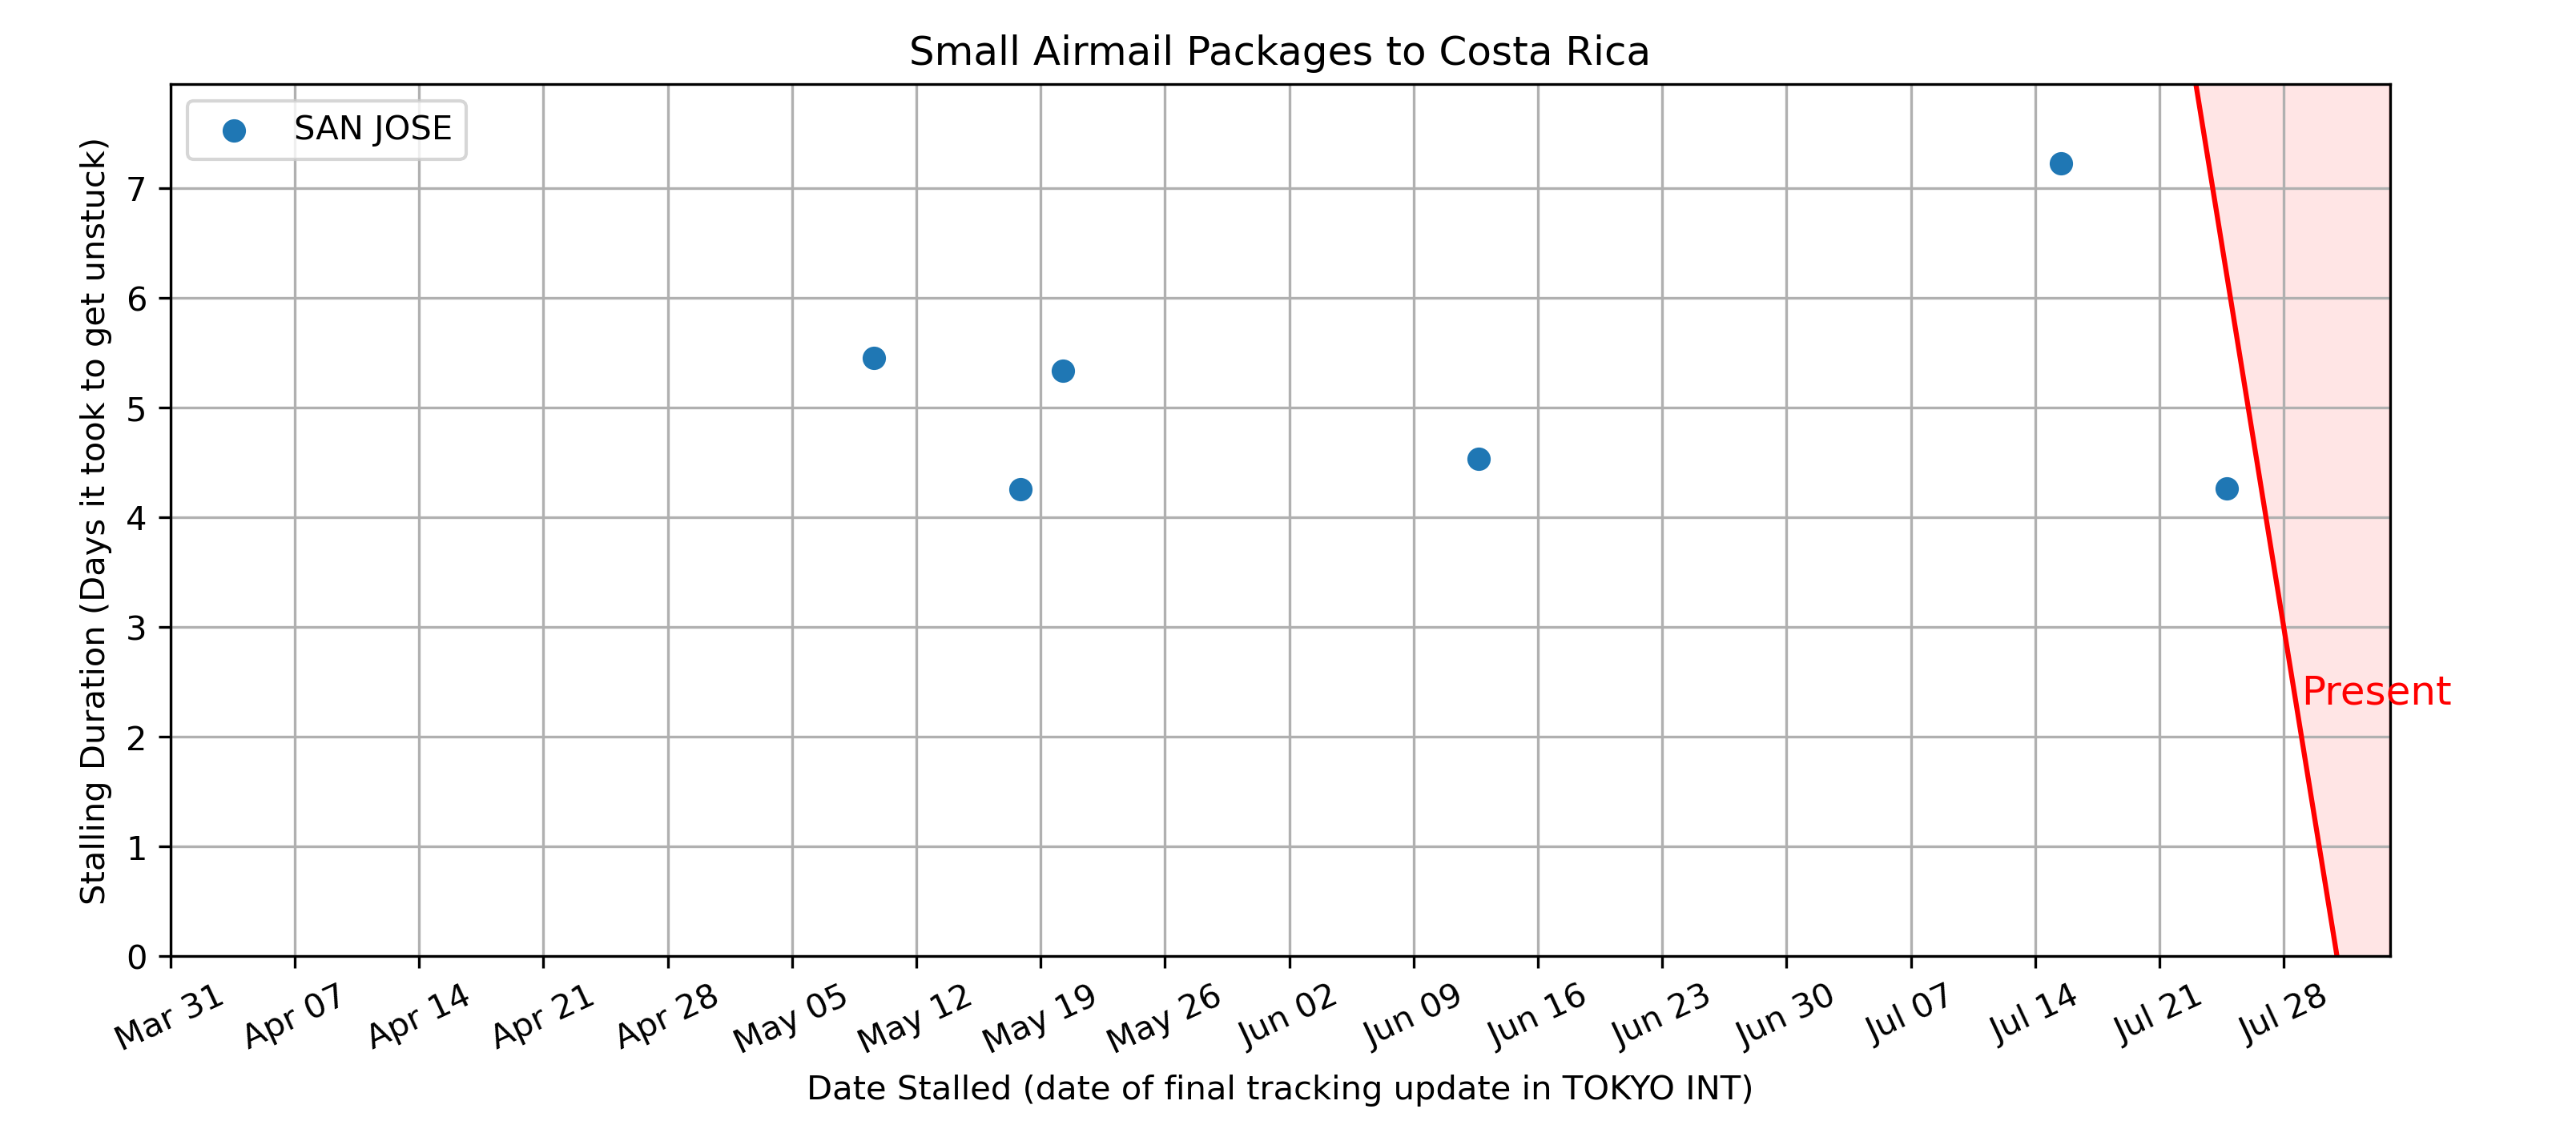 Small Airmail Packages to Costa Rica
SAN JOSE
Stalling Duration (Days it took to get unstuck)
7
6
5
4
3
2
1
0
Present
Mar 31
Apr 07
Apr 14
Apr 21
Apr 28
May 05
May 12
May 19
May 26
Jun 02
Jun 09
Jun 16
Jun 23
Jun 30
Jul 07
Jul 14
Jul 21
Jul 28
Date Stalled (date of final tracking update in TOKYO INT)